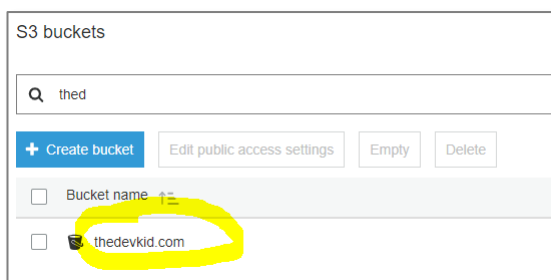 S3 buckets
thed
+ Create bucket Edit public access settings Empty Delete
Bucket name
thedevkid.com